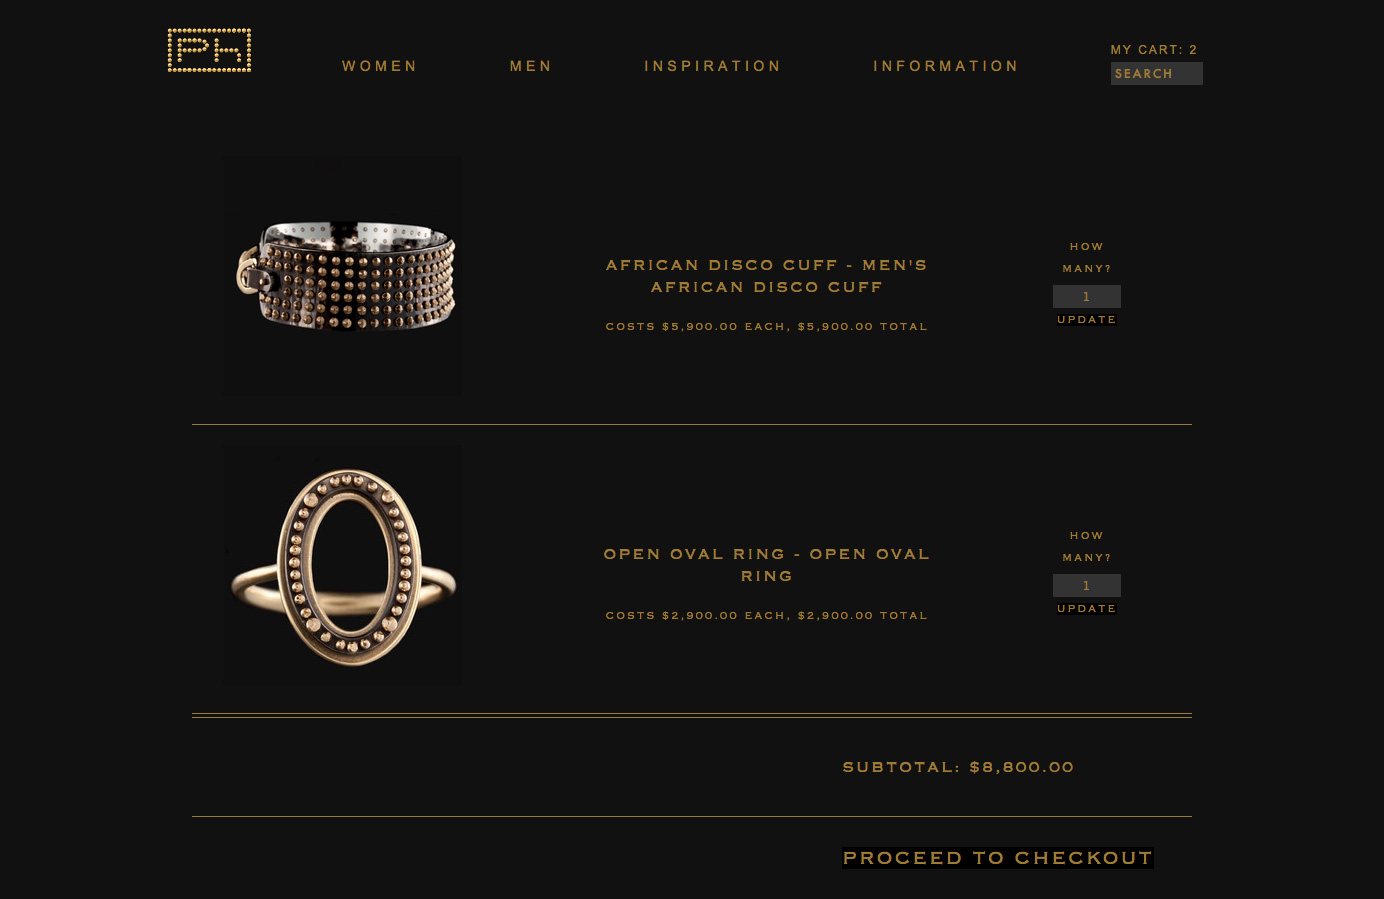 Ph
WOMEN
MEN
INSPIRATION
INFORMATION
MY CART: 2
SEARCH
AFRICAN DISCO CUFF - MEN'S
AFRICAN DISCO CUFF
COSTS $5,900.00 EACH, $5,900.00 TOTAL
HOW
MANY?
1
UPDATE
OPEN OVAL RING - OPEN OVAL
RING
COSTS $2,900.00 EACH, $2,900.00 TOTAL
HOW
MANY?
1
UPDATE
SUBTOTAL: $8,800.00
PROCEED TO CHECKOUT